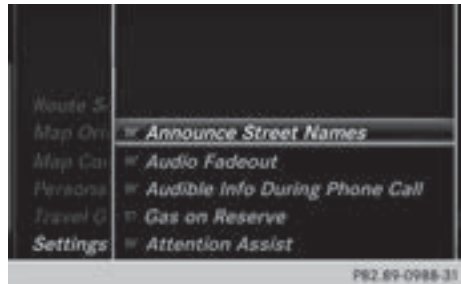 Route S
Map Ori
Announce Street Names
Map Con
Audio Fadeout
Persona
Audible Info During Phone Call
Travel G
Gas on Reserve
Settings
Attention Assist
P82.89-0988-31